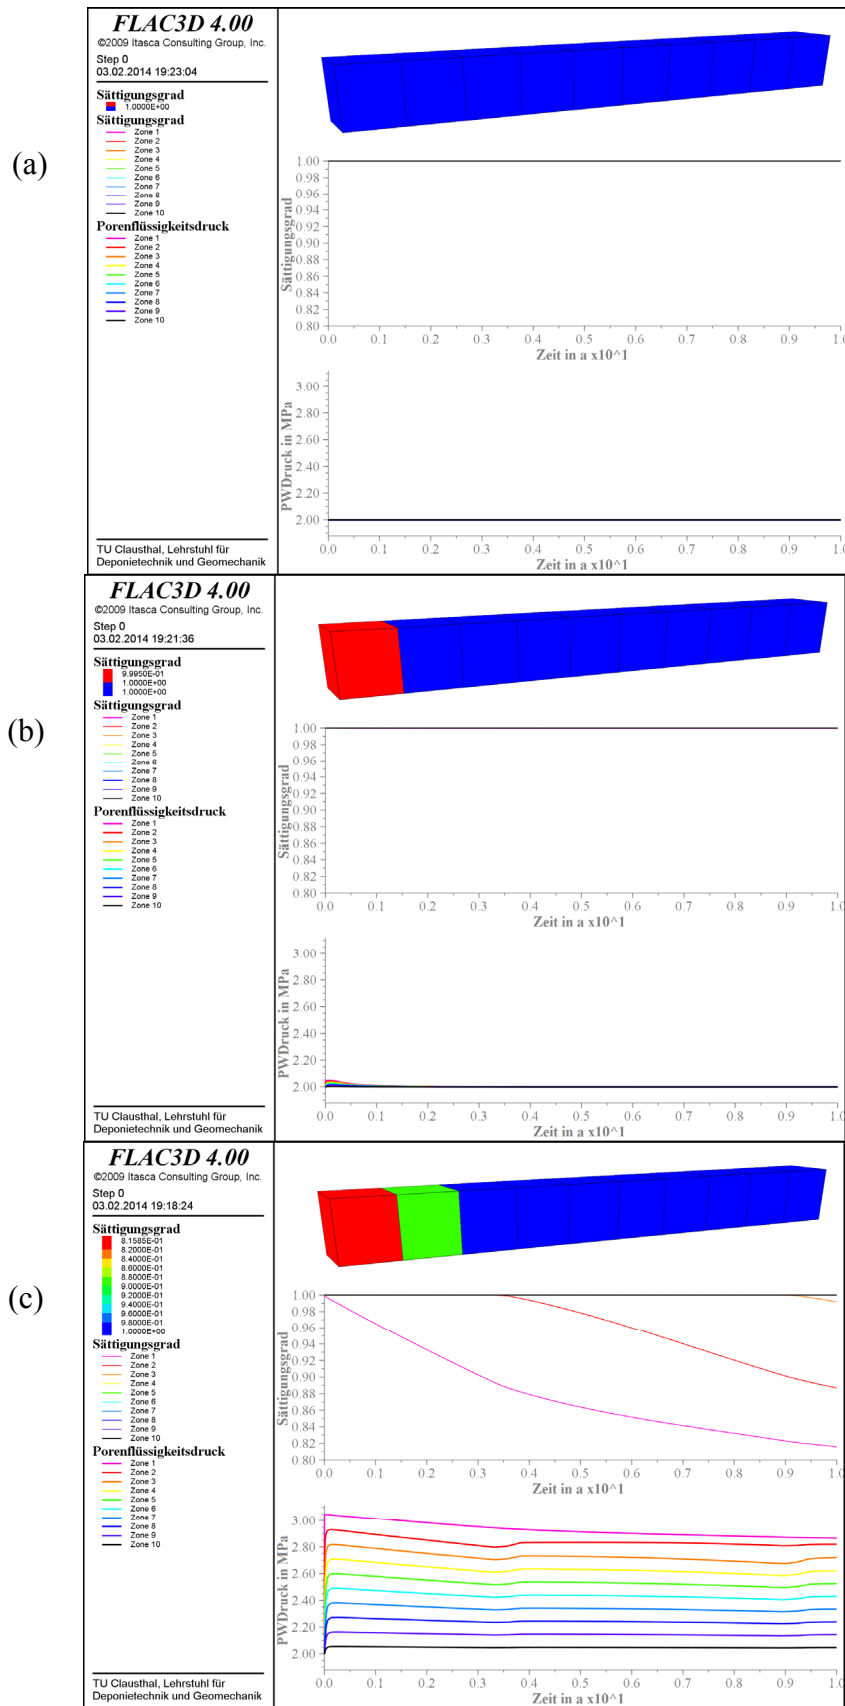 (a)
FLAC3D 4.00
©2009 Itasca Consulting Group, Inc.
Step 0
03.02.2014 19:23:04
Sättigungsgrad
1.0000E+00
Sättigungsgrad
Zone 1
Zone 2
Zone 3
Zone 4
Zone 5
Zone 6
Zone 7
Zone 8
Zone 9
Zone 10
Porenflüssigkeitsdruck
Zone 1
Zone 2
Zone 3
Zone 4
Zone 5
Zone 6
Zone 7
Zone 8
Zone 9
Zone 10
TU Clausthal, Lehrstuhl für
Deponietechnik und Geomechanik
Sättigungsgrad
1.00
0.98
0.96
0.94
0.92
0.90
0.88
0.86
0.84
0.82
0.80
0.0 0.1 0.2 0.3 0.4 0.5 0.6 0.7 0.8 0.9 1.0
Zeit in a x10^1
PWDruck in MPa
3.00
2.80
2.60
2.40
2.20
2.00
0.0 0.1 0.2 0.3 0.4 0.5 0.6 0.7 0.8 0.9 1.0
Zeit in a x10^1
(b)
FLAC3D 4.00
©2009 Itasca Consulting Group, Inc.
Step 0
03.02.2014 19:21:36
Sättigungsgrad
9.9950E-01
1.0000E+00
1.0000E+00
Sättigungsgrad
Zone 1
Zone 2
Zone 3
Zone 4
Zone 5
Zone 6
Zone 7
Zone 8
Zone 9
Zone 10
Porenflüssigkeitsdruck
Zone 1
Zone 2
Zone 3
Zone 4
Zone 5
Zone 6
Zone 7
Zone 8
Zone 9
Zone 10
TU Clausthal, Lehrstuhl für
Deponietechnik und Geomechanik
Sättigungsgrad
1.00
0.98
0.96
0.94
0.92
0.90
0.88
0.86
0.84
0.82
0.80
0.0 0.1 0.2 0.3 0.4 0.5 0.6 0.7 0.8 0.9 1.0
Zeit in a x10^1
PWDruck in MPa
3.00
2.80
2.60
2.40
2.20
2.00
0.0 0.1 0.2 0.3 0.4 0.5 0.6 0.7 0.8 0.9 1.0
Zeit in a x10^1
(c)
FLAC3D 4.00
©2009 Itasca Consulting Group, Inc.
Step 0
03.02.2014 19:18:24
Sättigungsgrad
8.1585E-01
8.2000E-01
8.4000E-01
8.6000E-01
8.8000E-01
9.0000E-01
9.2000E-01
9.4000E-01
9.6000E-01
9.8000E-01
1.0000E+00
Sättigungsgrad
Zone 1
Zone 2
Zone 3
Zone 4
Zone 5
Zone 6
Zone 7
Zone 8
Zone 9
Zone 10
Porenflüssigkeitsdruck
Zone 1
Zone 2
Zone 3
Zone 4
Zone 5
Zone 6
Zone 7
Zone 8
Zone 9
Zone 10
TU Clausthal, Lehrstuhl für
Deponietechnik und Geomechanik
Sättigungsgrad
1.00
0.98
0.96
0.94
0.92
0.90
0.88
0.86
0.84
0.82
0.80
0.0 0.1 0.2 0.3 0.4 0.5 0.6 0.7 0.8 0.9 1.0
Zeit in a x10^1
PWDruck in MPa
3.00
2.80
2.60
2.40
2.20
2.00
0.0 0.1 0.2 0.3 0.4 0.5 0.6 0.7 0.8 0.9 1.0
Zeit in a x10^1